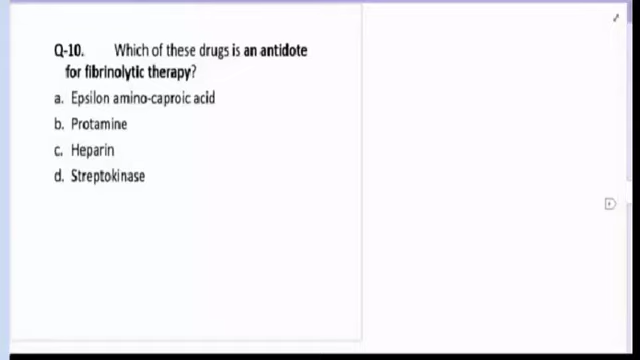 Q-10. Which of these drugs is an antidote
for fibrinolytic therapy?
a. Epsilon amino-caproic acid
b. Protamine
c. Heparin
d. Streptokinase